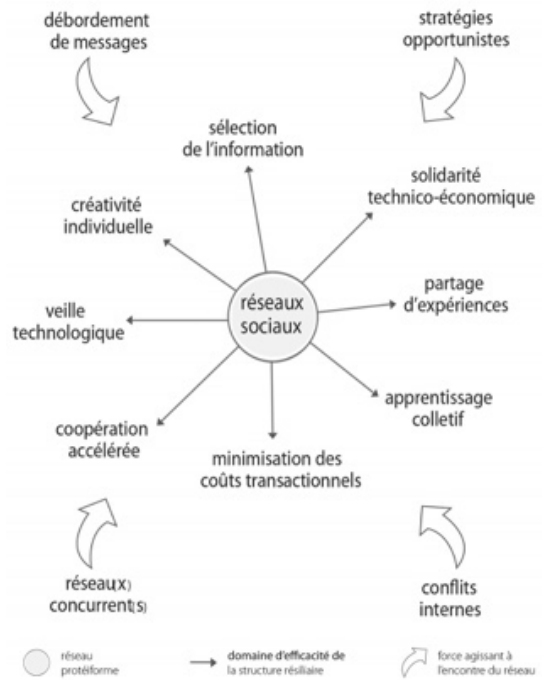 débordement
de messages
stratégies
opportunistes
sélection
de l'information
solidarité
technico-économique
créativité
individuelle
partage
d'expériences
réseaux
sociaux
veille
technologique
apprentissage
colletif
coopération
accélérée
minimisation des
coûts transactionnels
réseau(x)
concurrent(s)
conflits
internes
réseau
protéiforme
domaine d'efficacité de
la structure résiliaire
force agissant à
l'encontre du réseau